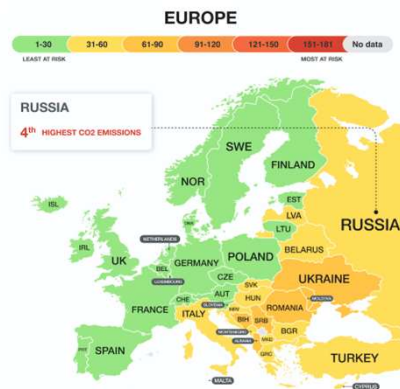 EUROPE
1-30 31-60 61-90 91-120 121-150 151-181 No data
LEAST AT RISK MOST AT RISK
RUSSIA
4th HIGHEST CO2 EMISSIONS
SWE
FINLAND
NOR
ISL
EST
LVA
RUSSIA
DNK
LTU
NETHERLANDS
IRL
UK
BELARUS
POLAND
GERMANY
BEL
LUXEMBOURG
CZE
UKRAINE
SVK
AUT
MOLDOVA
FRANCE
CHE
HUN
SLOVENIA
ROMANIA
HRV
ITALY
BIH
SRB
MONTENEGRO
BGR
PRT
SPAIN
ALBANIA
MKD
GRC
TURKEY
MALTA
CYPRUS